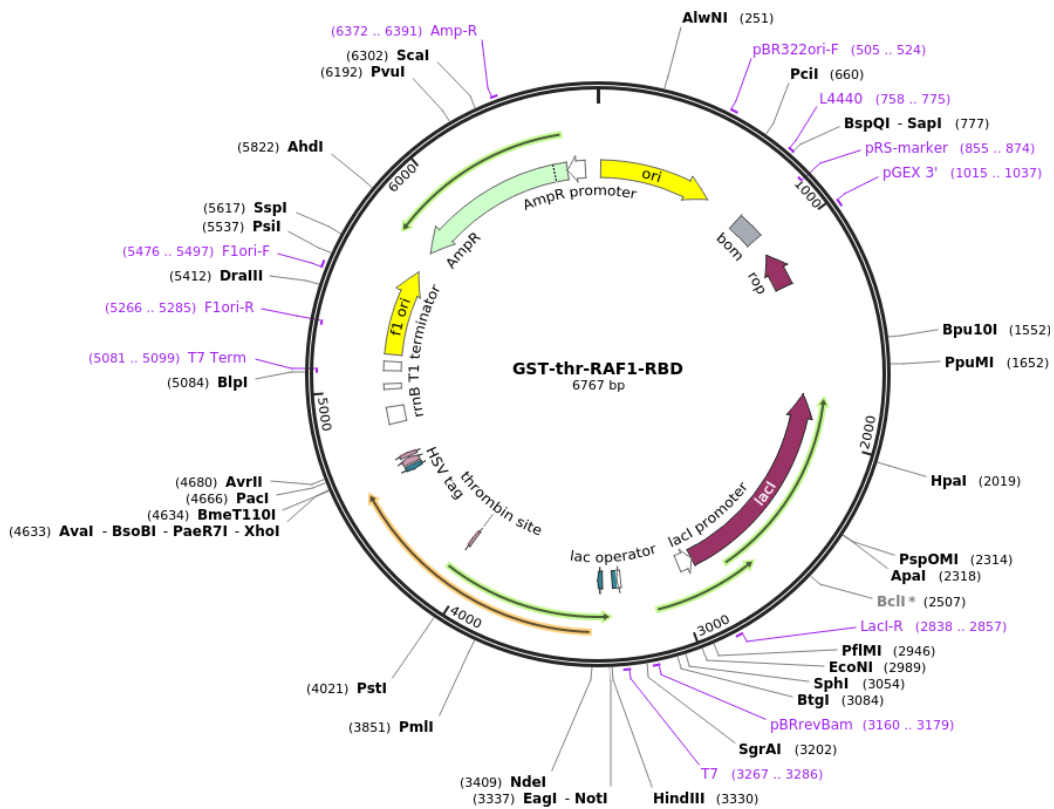 AlwNI (251)
pBR322ori-F (505 .. 524)
PciI (660)
L4440 (758 .. 775)
BspQI - SapI (777)
pRS-marker (855 .. 874)
pGEX 3' (1015 .. 1037)
1000
Bpu10I (1552)
PpuMI (1652)
2000
HpaI (2019)
PspOMI (2314)
ApaI (2318)
BclI* (2507)
LacI-R (2838 .. 2857)
PflMI (2946)
EcoNI (2989)
SphI (3054)
BtgI (3084)
pBRrevBam (3160 .. 3179)
SgrAI (3202)
T7 (3267 .. 3286)
HindIII (3330)
3000
(3337) EagI - NotI
(3409) NdeI
(3851) PmlI
4000
(4021) PstI
(4633) AvaI - BsoBI - PaeR7I - XhoI
(4634) BmeT110I
(4666) PacI
(4680) AvrII
5000
(5084) BlpI
(5081 .. 5099) T7 Term
(5266 .. 5285) F1ori-R
(5412) DraIII
(5476 .. 5497) F1ori-F
(5537) PsiI
(5617) SspI
(5822) AhdI
6000
(6192) PvuI
(6302) ScaI
(6372 .. 6391) Amp-R
AmpR promoter
ori
bom
rop
AmpR
f1 ori
rrnB T1 terminator
GST-thr-RAF1-RBD
6767 bp
HSV tag
thrombin site
lac operator
lacI promoter
lacI